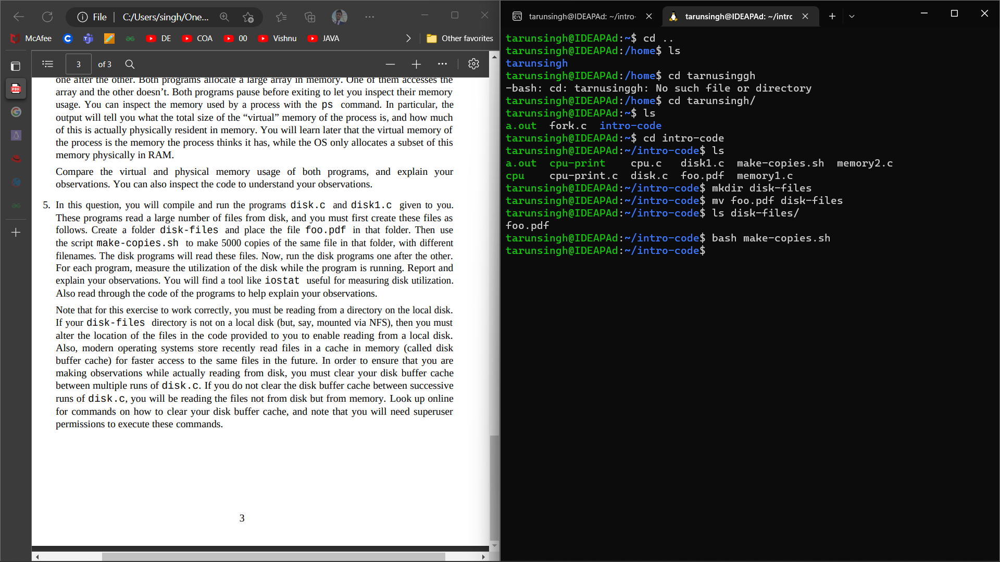 File | C:/Users/singh/One...
McAfee DE COA 00 Vishnu JAVA Other favorites
3 of 3
one after the other. Both programs allocate a large array in memory. One of them accesses the
array and the other doesn’t. Both programs pause before exiting to let you inspect their memory
usage. You can inspect the memory used by a process with the ps command. In particular, the
output will tell you what the total size of the “virtual” memory of the process is, and how much
of this is actually physically resident in memory. You will learn later that the virtual memory of
the process is the memory the process thinks it has, while the OS only allocates a subset of this
memory physically in RAM.
Compare the virtual and physical memory usage of both programs, and explain your
observations. You can also inspect the code to understand your observations.
5. In this question, you will compile and run the programs disk.c and disk1.c given to you.
These programs read a large number of files from disk, and you must first create these files as
follows. Create a folder disk-files and place the file foo.pdf in that folder. Then use
the script make-copies.sh to make 5000 copies of the same file in that folder, with different
filenames. The disk programs will read these files. Now, run the disk programs one after the other.
For each program, measure the utilization of the disk while the program is running. Report and
explain your observations. You will find a tool like iostat useful for measuring disk utilization.
Also read through the code of the programs to help explain your observations.
Note that for this exercise to work correctly, you must be reading from a directory on the local disk.
If your disk-files directory is not on a local disk (but, say, mounted via NFS), then you must
alter the location of the files in the code provided to you to enable reading from a local disk.
Also, modern operating systems store recently read files in a cache in memory (called disk
buffer cache) for faster access to the same files in the future. In order to ensure that you are
making observations while actually reading from disk, you must clear your disk buffer cache
between multiple runs of disk.c. If you do not clear the disk buffer cache between successive
runs of disk.c, you will be reading the files not from disk but from memory. Look up online
for commands on how to clear your disk buffer cache, and note that you will need superuser
permissions to execute these commands.
3
tarunsingh@IDEAPAd: ~/intro- tarunsingh@IDEAPAd: ~/intrc
tarunsingh@IDEAPAd:~$ cd ..
tarunsingh@IDEAPAd:/home$ ls
tarunsingh
tarunsingh@IDEAPAd:/home$ cd tarnusinggh
-bash: cd: tarnusinggh: No such file or directory
tarunsingh@IDEAPAd:/home$ cd tarunsingh/
tarunsingh@IDEAPAd:~$ ls
a.out fork.c intro-code
tarunsingh@IDEAPAd:~$ cd intro-code
tarunsingh@IDEAPAd:~/intro-code$ ls
a.out cpu-print cpu.c disk1.c make-copies.sh memory2.c
cpu cpu-print.c disk.c foo.pdf memory1.c
tarunsingh@IDEAPAd:~/intro-code$ mkdir disk-files
tarunsingh@IDEAPAd:~/intro-code$ mv foo.pdf disk-files
tarunsingh@IDEAPAd:~/intro-code$ ls disk-files/
foo.pdf
tarunsingh@IDEAPAd:~/intro-code$ bash make-copies.sh
tarunsingh@IDEAPAd:~/intro-code$